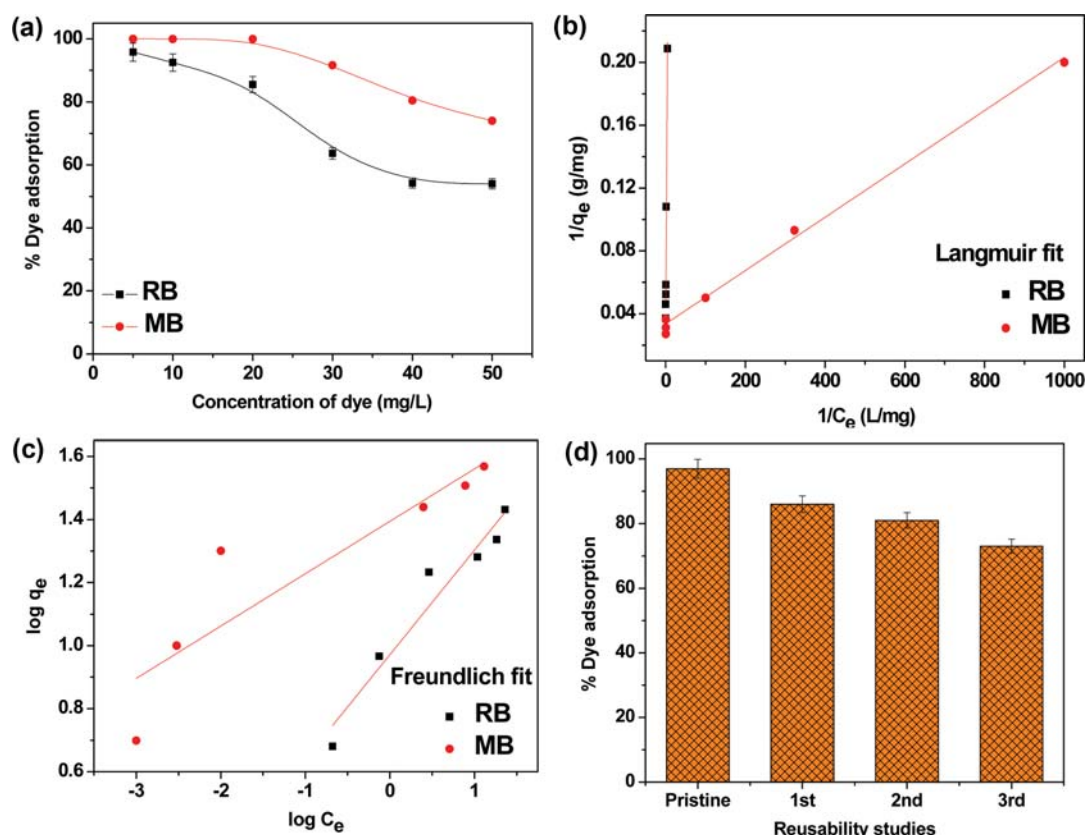 (a)
100
80
60
40
20
0
% Dye adsorption
RB
MB
0 10 20 30 40 50
Concentration of dye (mg/L)
(b)
0.20
0.16
0.12
0.08
0.04
1/qe (g/mg)
Langmuir fit
RB
MB
0 200 400 600 800 1000
1/Ce (L/mg)
(c)
1.6
1.4
1.2
1.0
0.8
0.6
log qe
Freundlich fit
RB
MB
-3 -2 -1 0 1
log Ce
(d)
100
80
60
40
20
0
% Dye adsorption
Pristine 1st 2nd 3rd
Reusability studies